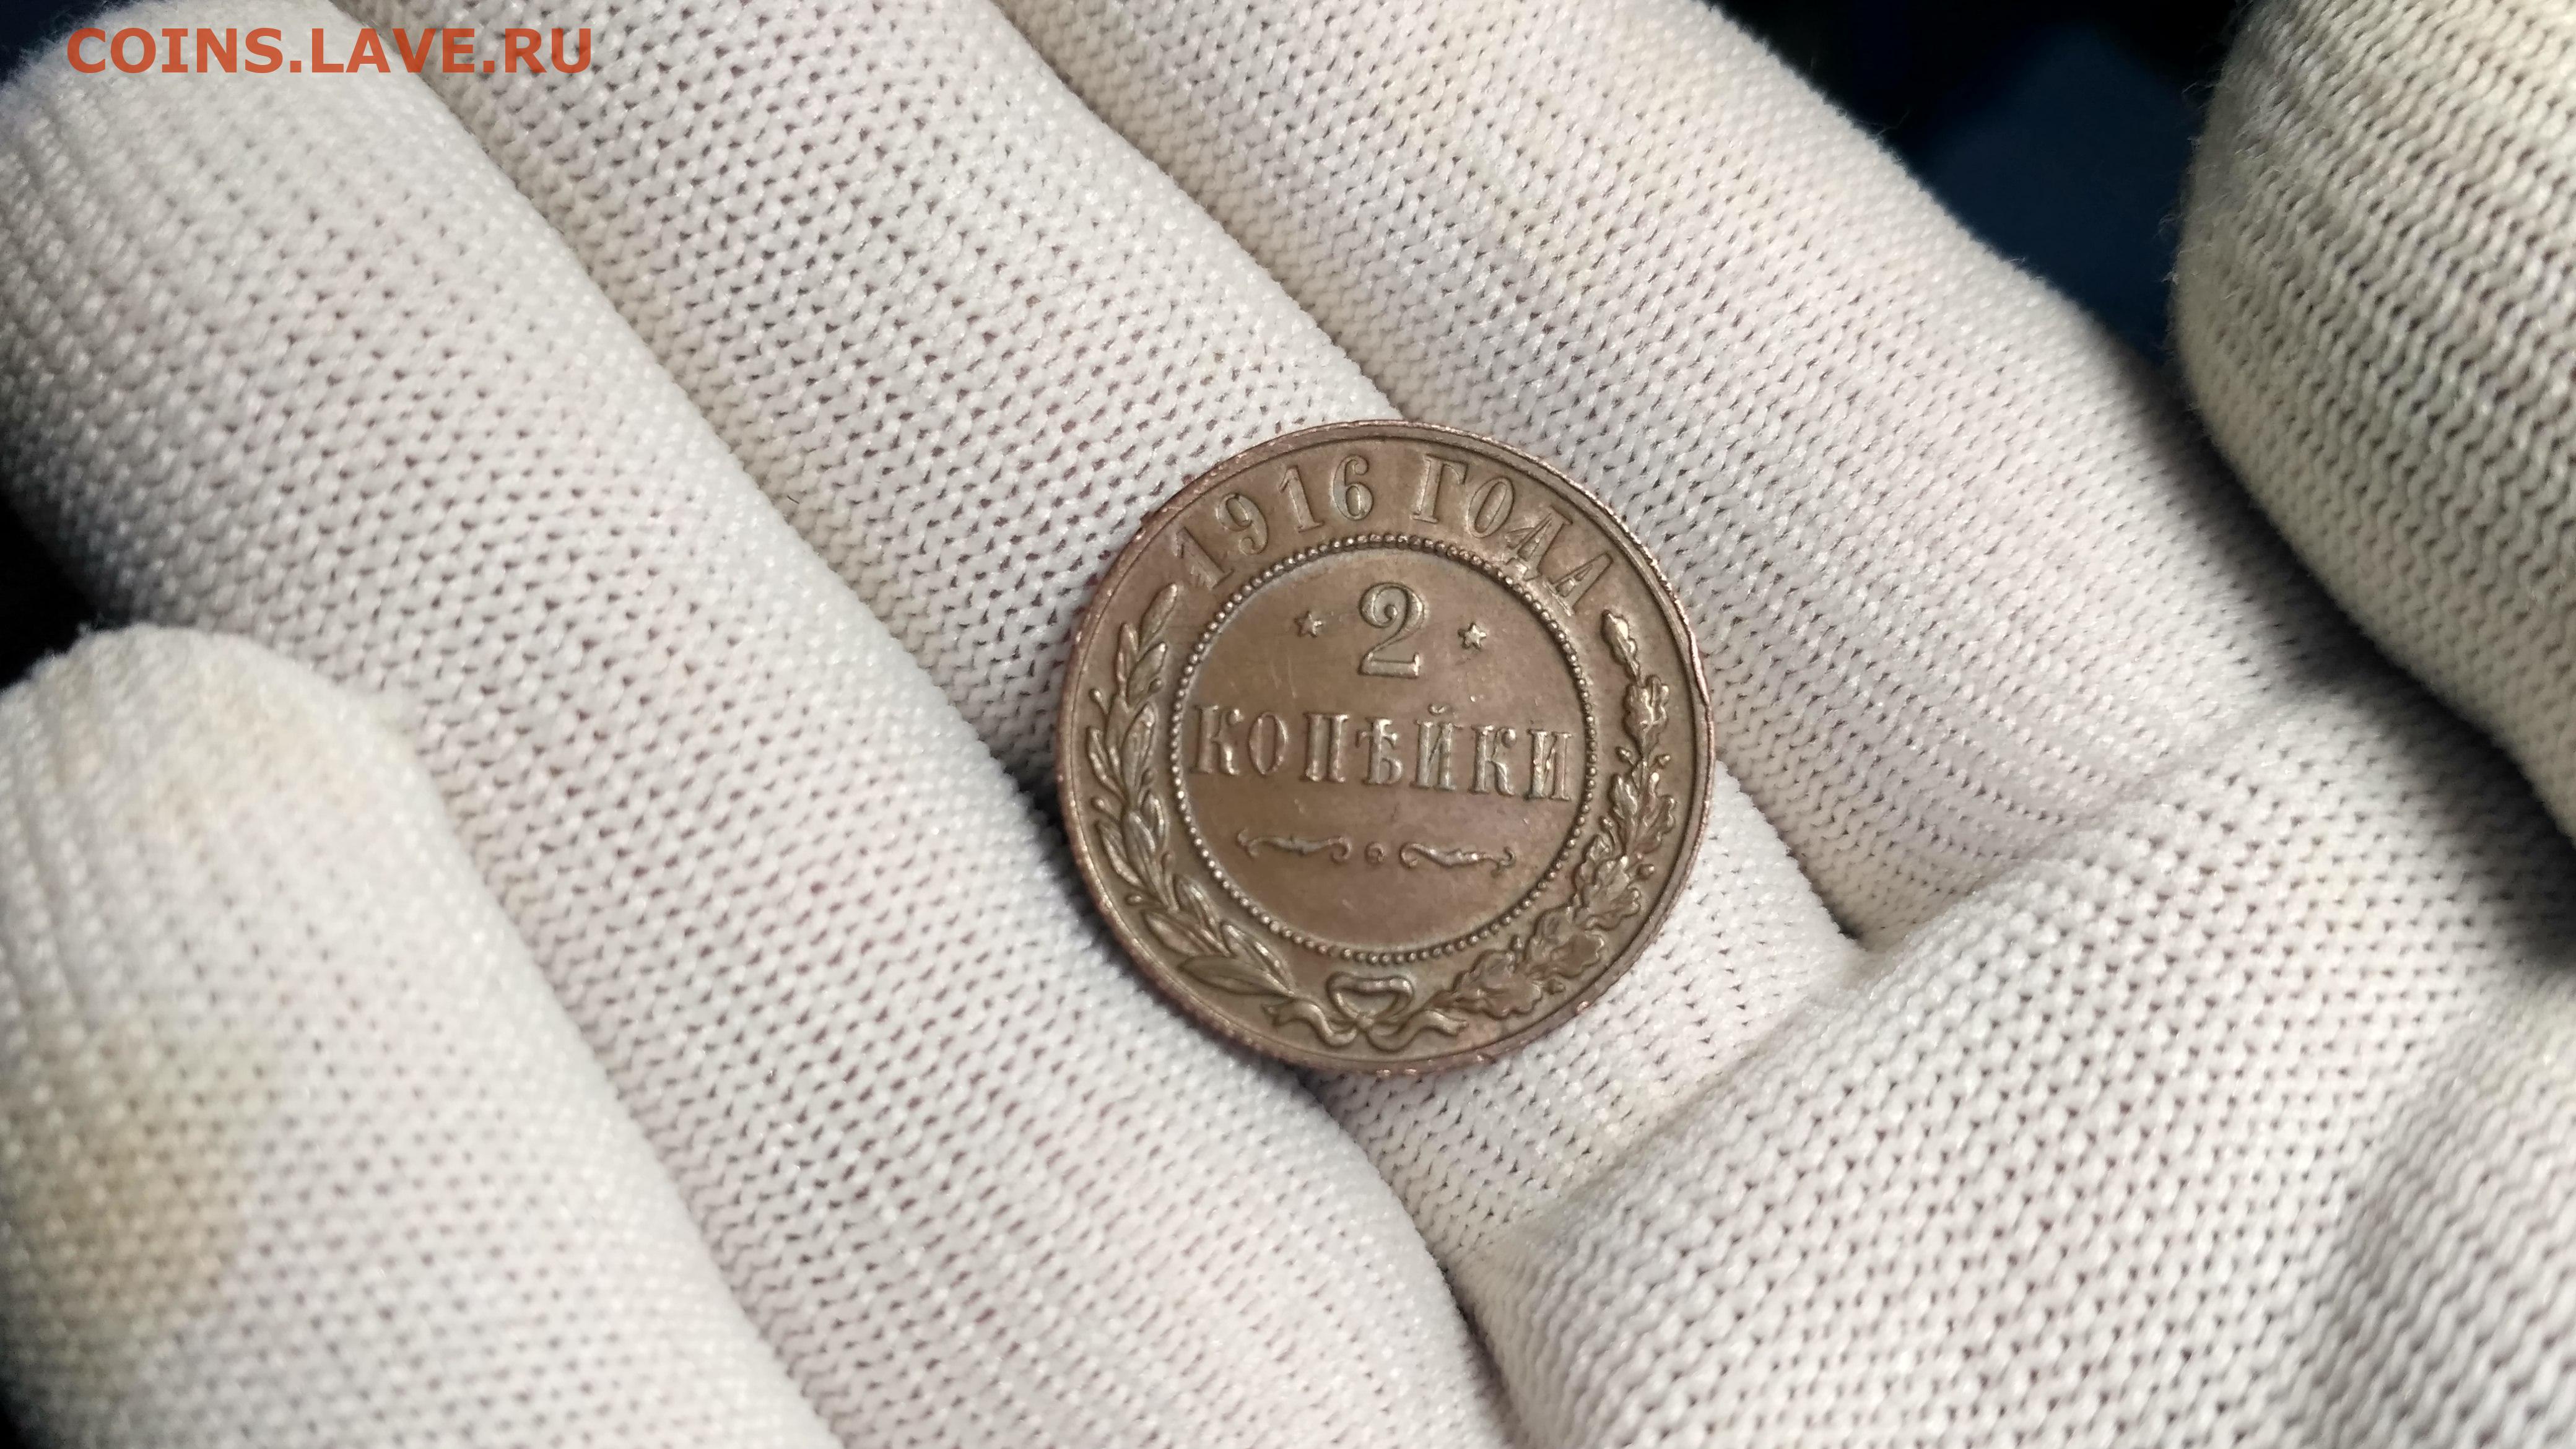 COINS.LAVE.RU
1916 ГОДА
2
КОПѢЙКИ